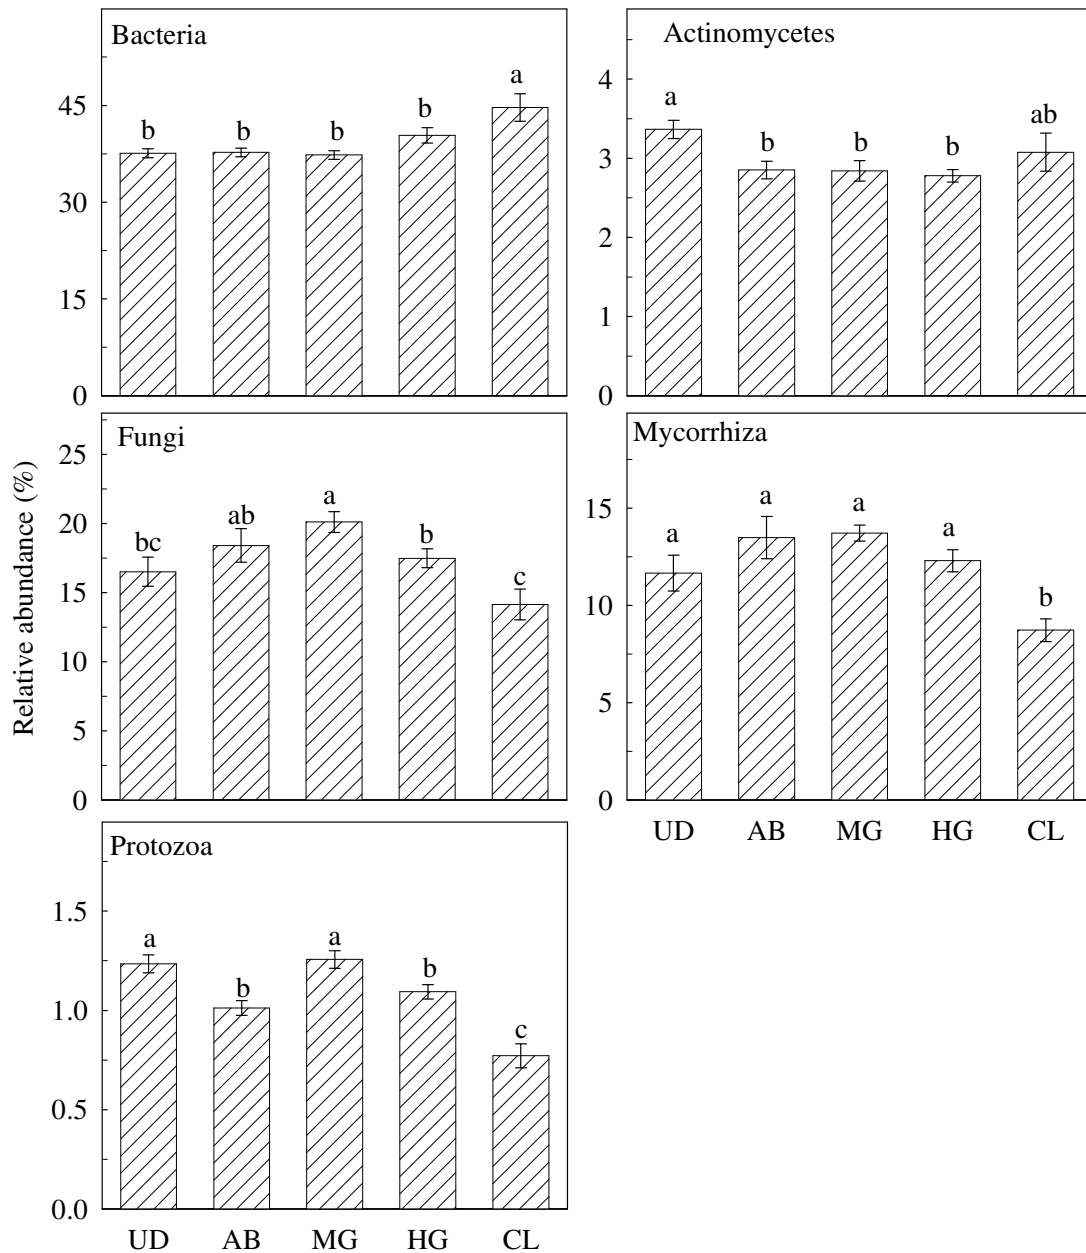 Bacteria
45
30
15
0
b
b
b
b
a
Actinomycetes
4
3
2
1
0
a
b
b
b
ab
Relative abundance (%)
Fungi
25
20
15
10
5
0
bc
ab
a
b
c
Mycorrhiza
15
10
5
0
a
a
a
a
b
UD AB MG HG CL
Protozoa
1.5
1.0
0.5
0.0
a
b
a
b
c
UD AB MG HG CL